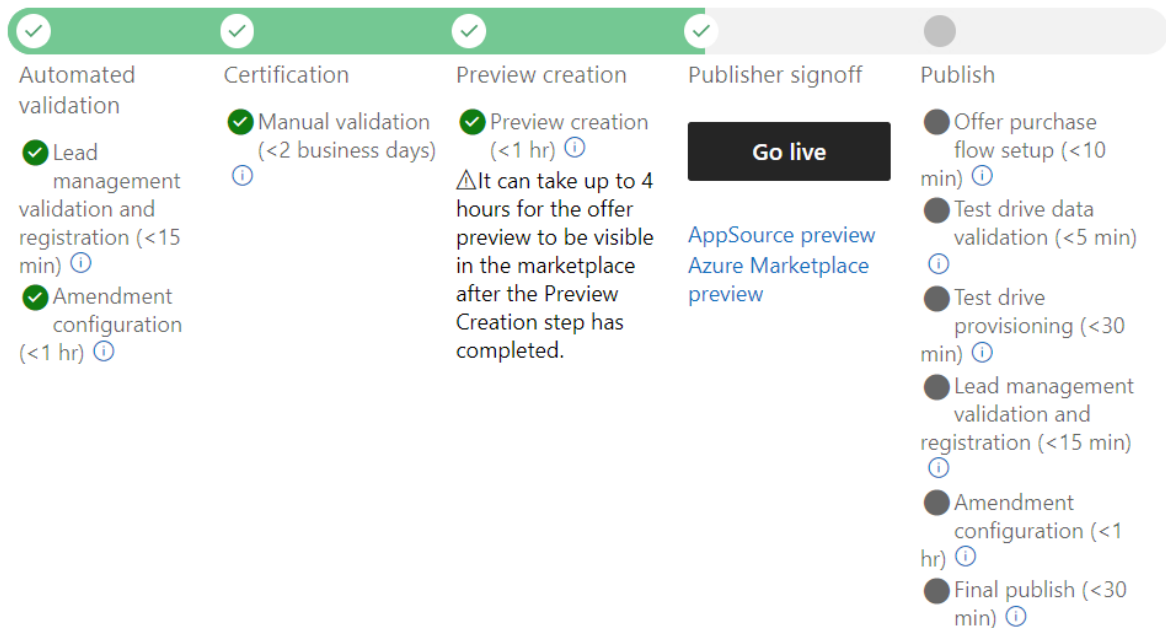 Automated
validation
Lead
management
validation and
registration (<15
min)
Amendment
configuration
(<1 hr)
Certification
Manual validation
(<2 business days)
Preview creation
Preview creation
(<1 hr)
⚠It can take up to 4
hours for the offer
preview to be visible
in the marketplace
after the Preview
Creation step has
completed.
Publisher signoff
Go live
AppSource preview
Azure Marketplace
preview
Publish
Offer purchase
flow setup (<10
min)
Test drive data
validation (<5 min)
Test drive
provisioning (<30
min)
Lead management
validation and
registration (<15 min)
Amendment
configuration (<1
hr)
Final publish (<30
min)